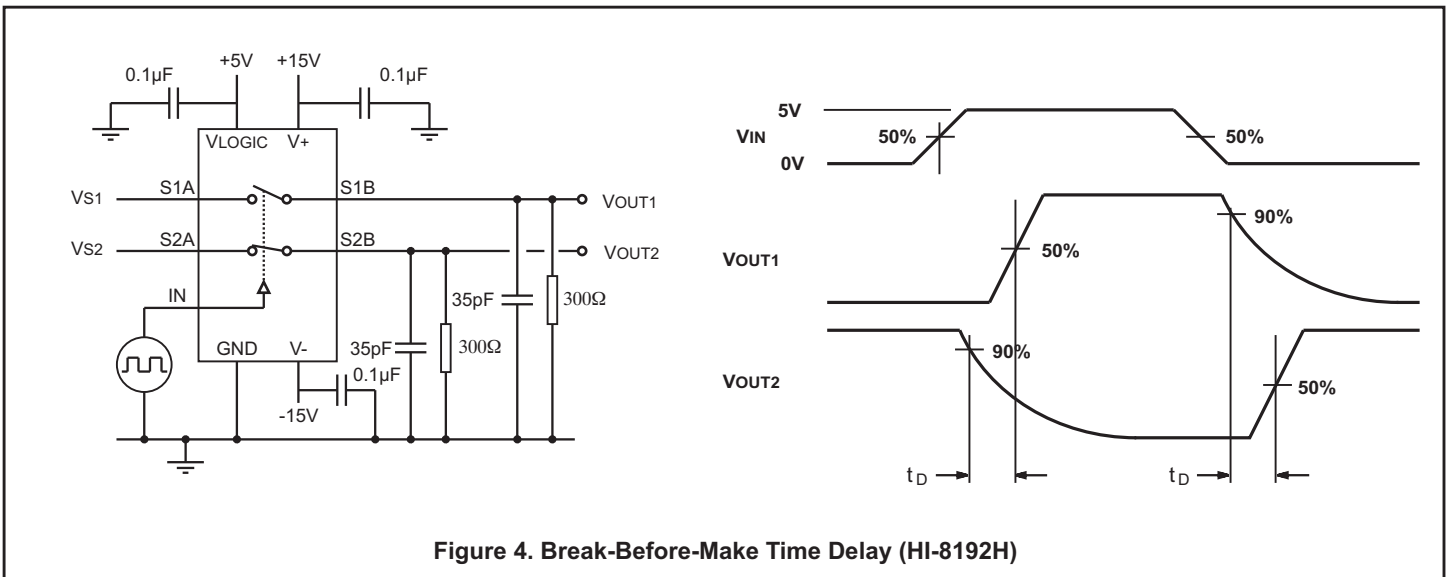 +5V
+15V
0.1µF
0.1µF
VLOGIC
V+
VS1
S1A
S1B
VOUT1
VS2
S2A
S2B
VOUT2
IN
35pF
300Ω
GND
V-
35pF
300Ω
0.1µF
-15V
5V
VIN
50%
50%
0V
90%
VOUT1
50%
90%
VOUT2
50%
tD
tD
Figure 4. Break-Before-Make Time Delay (HI-8192H)